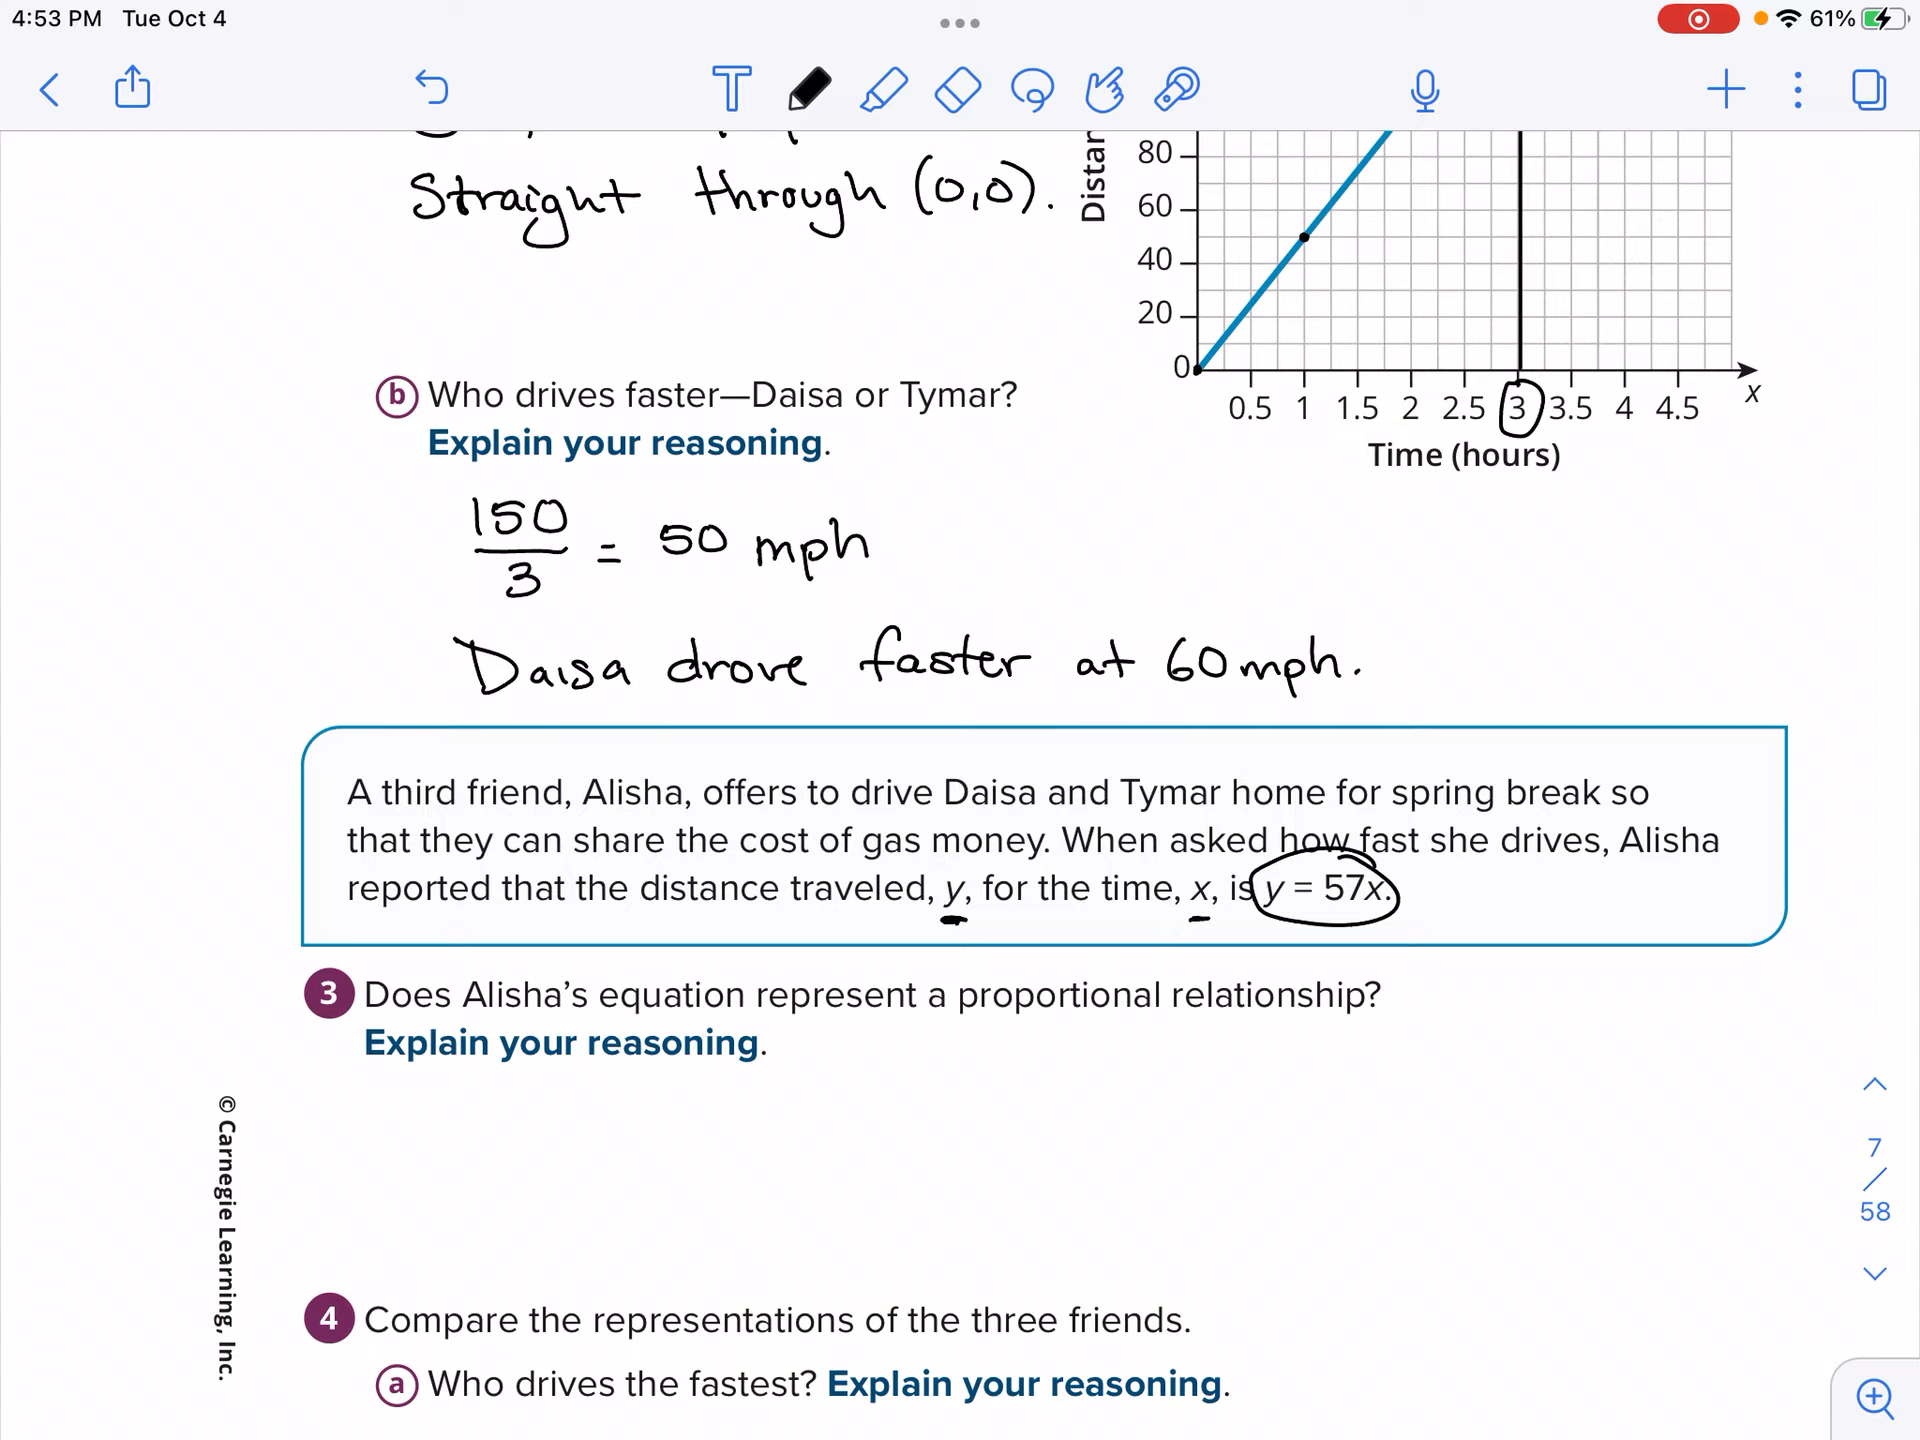 4:53 PM Tue Oct 4
61%
Straight through (0,0).
Distan
80
60
40
20
0
0.5 1 1.5 2 2.5 3 3.5 4 4.5
x
Time (hours)
b Who drives faster—Daisa or Tymar?
Explain your reasoning.
150
3
= 50 mph
Daisa drove faster at 60mph.
A third friend, Alisha, offers to drive Daisa and Tymar home for spring break so
that they can share the cost of gas money. When asked how fast she drives, Alisha
reported that the distance traveled, y, for the time, x, is y = 57x.
3 Does Alisha’s equation represent a proportional relationship?
Explain your reasoning.
© Carnegie Learning, Inc.
7
/
58
4 Compare the representations of the three friends.
a Who drives the fastest? Explain your reasoning.